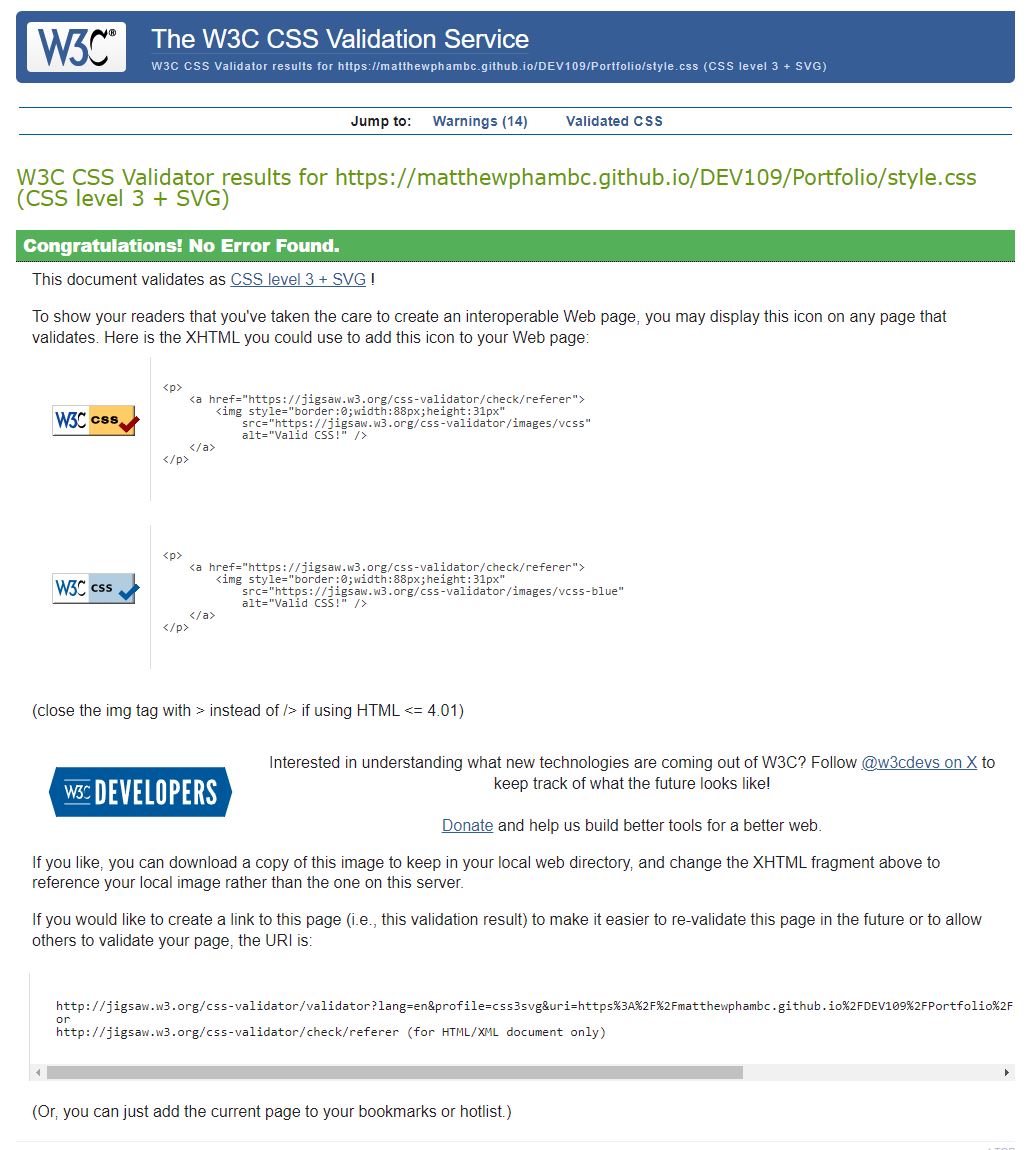 W3C®
The W3C CSS Validation Service
W3C CSS Validator results for https://matthewphambc.github.io/DEV109/Portfolio/style.css (CSS level 3 + SVG)
Jump to: Warnings (14) Validated CSS
W3C CSS Validator results for https://matthewphambc.github.io/DEV109/Portfolio/style.css
(CSS level 3 + SVG)
Congratulations! No Error Found.
This document validates as CSS level 3 + SVG !
To show your readers that you've taken the care to create an interoperable Web page, you may display this icon on any page that
validates. Here is the XHTML you could use to add this icon to your Web page:
W3C css
<p>
<a href="https://jigsaw.w3.org/css-validator/check/referer">
<img style="border:0;width:88px;height:31px"
src="https://jigsaw.w3.org/css-validator/images/vcss"
alt="Valid CSS!" />
</a>
</p>
W3C css
<p>
<a href="https://jigsaw.w3.org/css-validator/check/referer">
<img style="border:0;width:88px;height:31px"
src="https://jigsaw.w3.org/css-validator/images/vcss-blue"
alt="Valid CSS!" />
</a>
</p>
(close the img tag with > instead of /> if using HTML <= 4.01)
W3C DEVELOPERS
Interested in understanding what new technologies are coming out of W3C? Follow @w3cdevs on X to
keep track of what the future looks like!
Donate and help us build better tools for a better web.
If you like, you can download a copy of this image to keep in your local web directory, and change the XHTML fragment above to
reference your local image rather than the one on this server.
If you would like to create a link to this page (i.e., this validation result) to make it easier to re-validate this page in the future or to allow
others to validate your page, the URI is:
http://jigsaw.w3.org/css-validator/validator?lang=en&profile=css3svg&uri=https%3A%2F%2Fmatthewphambc.github.io%2FDEV109%2FPortfolio%2F
or
http://jigsaw.w3.org/css-validator/check/referer (for HTML/XML document only)
(Or, you can just add the current page to your bookmarks or hotlist.)